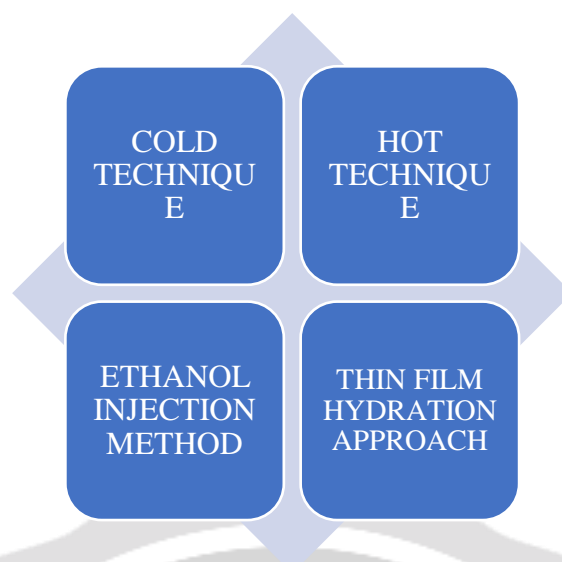 COLD
TECHNIQU
E
HOT
TECHNIQU
E
ETHANOL
INJECTION
METHOD
THIN FILM
HYDRATION
APPROACH